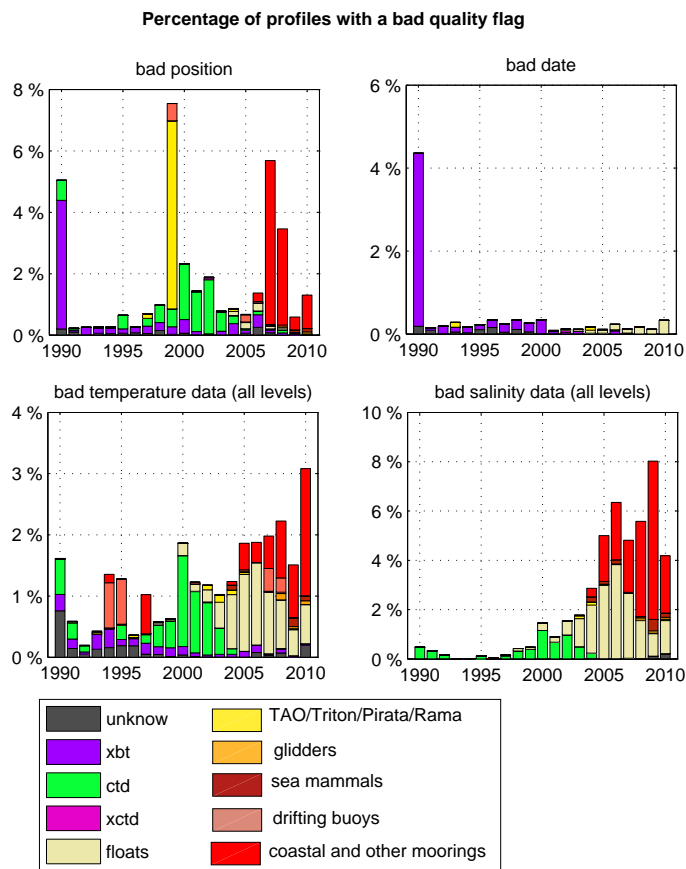 Percentage of profiles with a bad quality flag
bad position
8 %
6 %
4 %
2 %
0 %
1990 1995 2000 2005 2010
bad date
6 %
4 %
2 %
0 %
1990 1995 2000 2005 2010
bad temperature data (all levels)
4 %
3 %
2 %
1 %
0 %
1990 1995 2000 2005 2010
bad salinity data (all levels)
10 %
8 %
6 %
4 %
2 %
0 %
1990 1995 2000 2005 2010
unknow
xbt
ctd
xctd
floats
TAO/Triton/Pirata/Rama
glidders
sea mammals
drifting buoys
coastal and other moorings